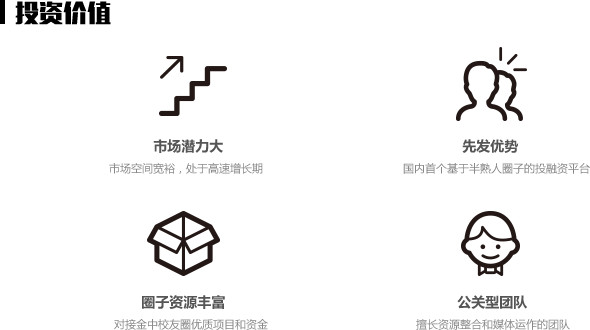 投资价值
市场潜力大
市场空间宽裕，处于高速增长期
先发优势
国内首个基于半熟人圈子的投融资平台
圈子资源丰富
对接金中校友圈优质项目和资金
公关型团队
擅长资源整合和媒体运作的团队